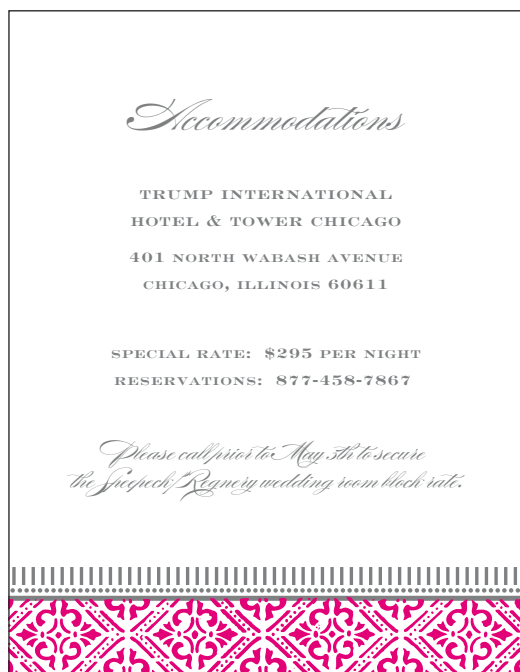 Accommodations
TRUMP INTERNATIONAL
HOTEL & TOWER CHICAGO
401 NORTH WABASH AVENUE
CHICAGO, ILLINOIS 60611
SPECIAL RATE: $295 PER NIGHT
RESERVATIONS: 877-458-7867
Please call prior to May 5th to secure
the / Regnery wedding room block rate.